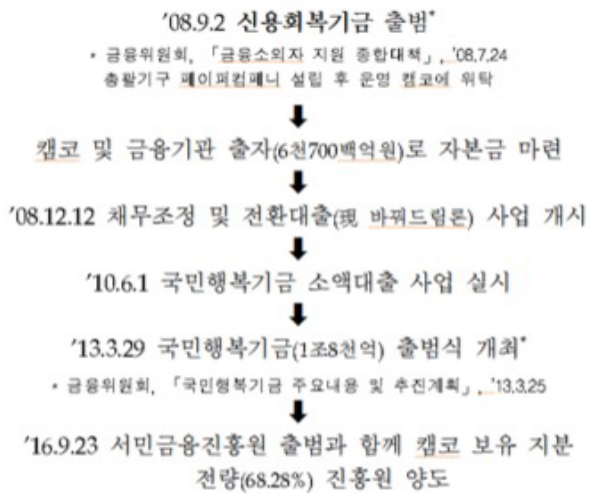 '08.9.2 신용회복기금 출범*
* 금융위원회, 「금융소외자 지원 종합대책」, '08.7.24
총괄기구 페이퍼컴페니 설립 후 운영 캠코에 위탁
캠코 및 금융기관 출자(6천700백억원)로 자본금 마련
'08.12.12 채무조정 및 전환대출(現 바꿔드림론) 사업 개시
'10.6.1 국민행복기금 소액대출 사업 실시
'13.3.29 국민행복기금(1조8천억) 출범식 개최*
* 금융위원회, 「국민행복기금 주요내용 및 추진계획」, '13.3.25
'16.9.23 서민금융진흥원 출범과 함께 캠코 보유 지분
전량(68.28%) 진흥원 양도